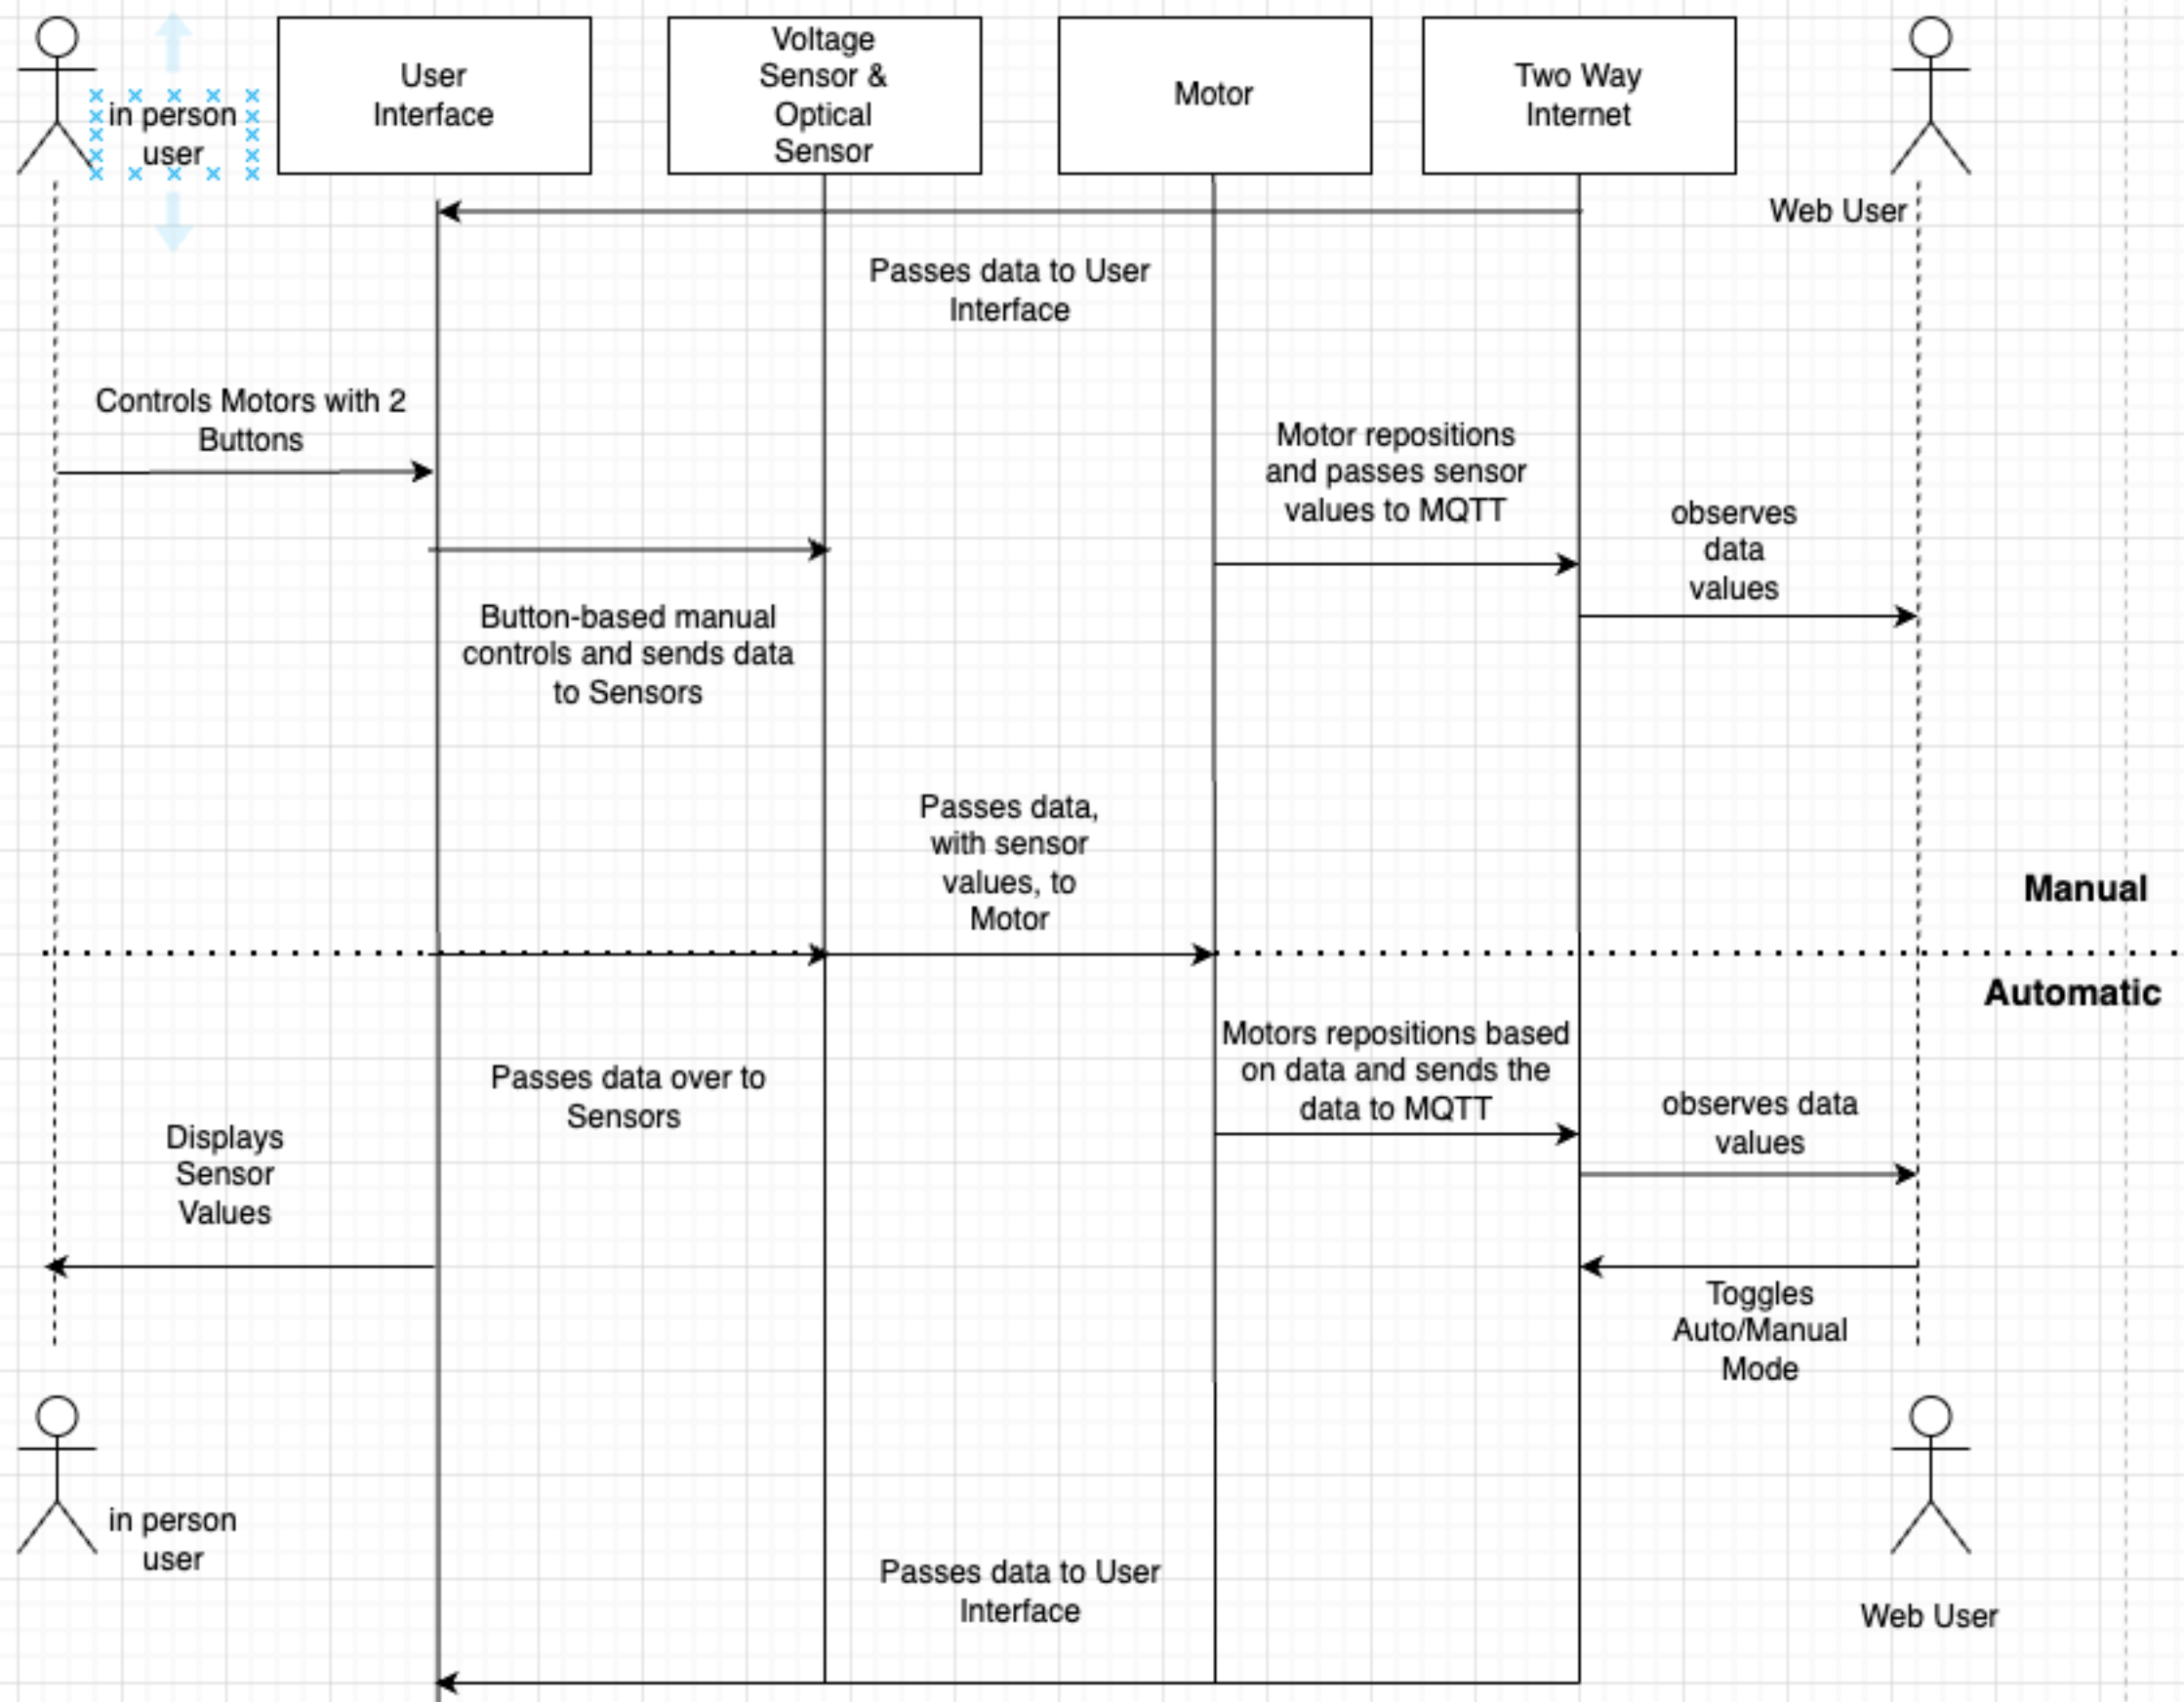 in person
user
User
Interface
Voltage
Sensor &
Optical
Sensor
Motor
Two Way
Internet
Web User
Passes data to User
Interface
Controls Motors with 2
Buttons
Motor repositions
and passes sensor
values to MQTT
observes
data
values
Button-based manual
controls and sends data
to Sensors
Passes data,
with sensor
values, to
Motor
Manual
Automatic
Motors repositions based
on data and sends the
data to MQTT
Passes data over to
Sensors
observes data
values
Displays
Sensor
Values
Toggles
Auto/Manual
Mode
in person
user
Passes data to User
Interface
Web User